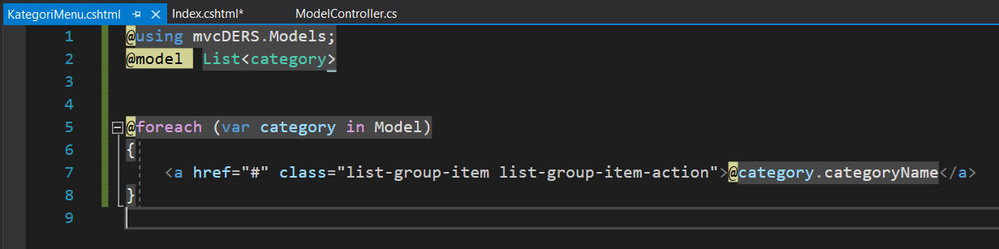 KategoriMenu.cshtml Index.cshtml* ModelController.cs
1 @using mvcDERS.Models;
2 @model List<category>
3
4
5 @foreach (var category in Model)
6 {
7 <a href="#" class="list-group-item list-group-item-action">@category.categoryName</a>
8 }
9